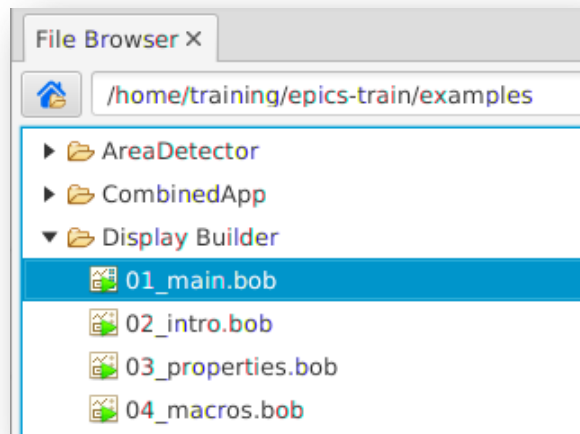 File Browser ×
/home/training/epics-train/examples
AreaDetector
CombinedApp
Display Builder
01_main.bob
02_intro.bob
03_properties.bob
04_macros.bob